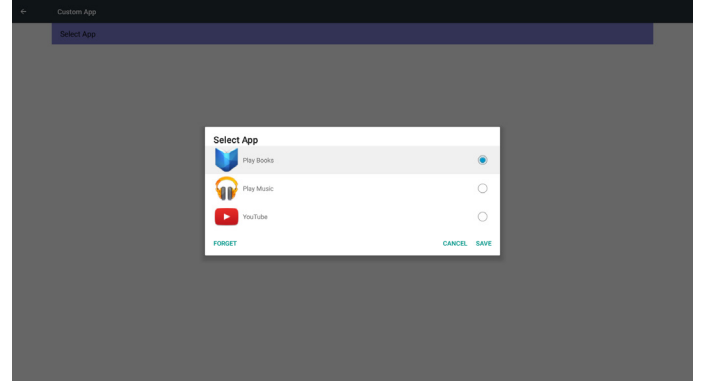 Custom App
Select App
Select App
Play Books
Play Music
YouTube
FORGET CANCEL SAVE